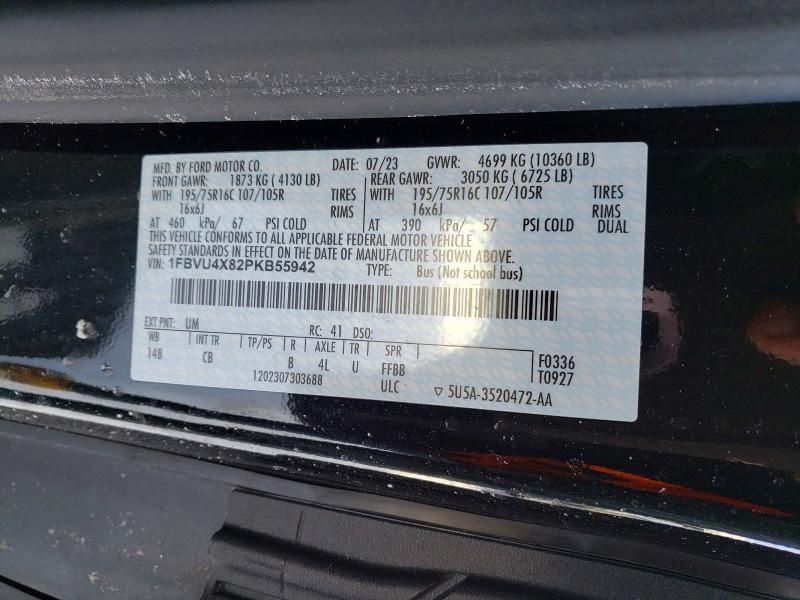 MFD. BY FORD MOTOR CO. DATE: 07/23 GVWR: 4699 KG (10360 LB)
FRONT GAWR: 1873 KG (4130 LB) REAR GAWR: 3050 KG (6725 LB)
WITH 195/75R16C 107/105R TIRES WITH 195/75R16C 107/105R TIRES
16x6J RIMS 16x6J RIMS
AT 460 kPa/ 67 PSI COLD AT 390 kPa/ 57 PSI COLD DUAL
THIS VEHICLE CONFORMS TO ALL APPLICABLE FEDERAL MOTOR VEHICLE
SAFETY STANDARDS IN EFFECT ON THE DATE OF MANUFACTURE SHOWN ABOVE.
VIN: 1FBVU4X82PKB55942 TYPE: Bus (Not school bus)
EXT PNT: UM RC: 41 DSO:
WB INT TR TP/PS R AXLE TR SPR F0336
148 CB B 4L U FFBB T0927
1202307303688 ULC ▽ 5U5A-3520472-AA